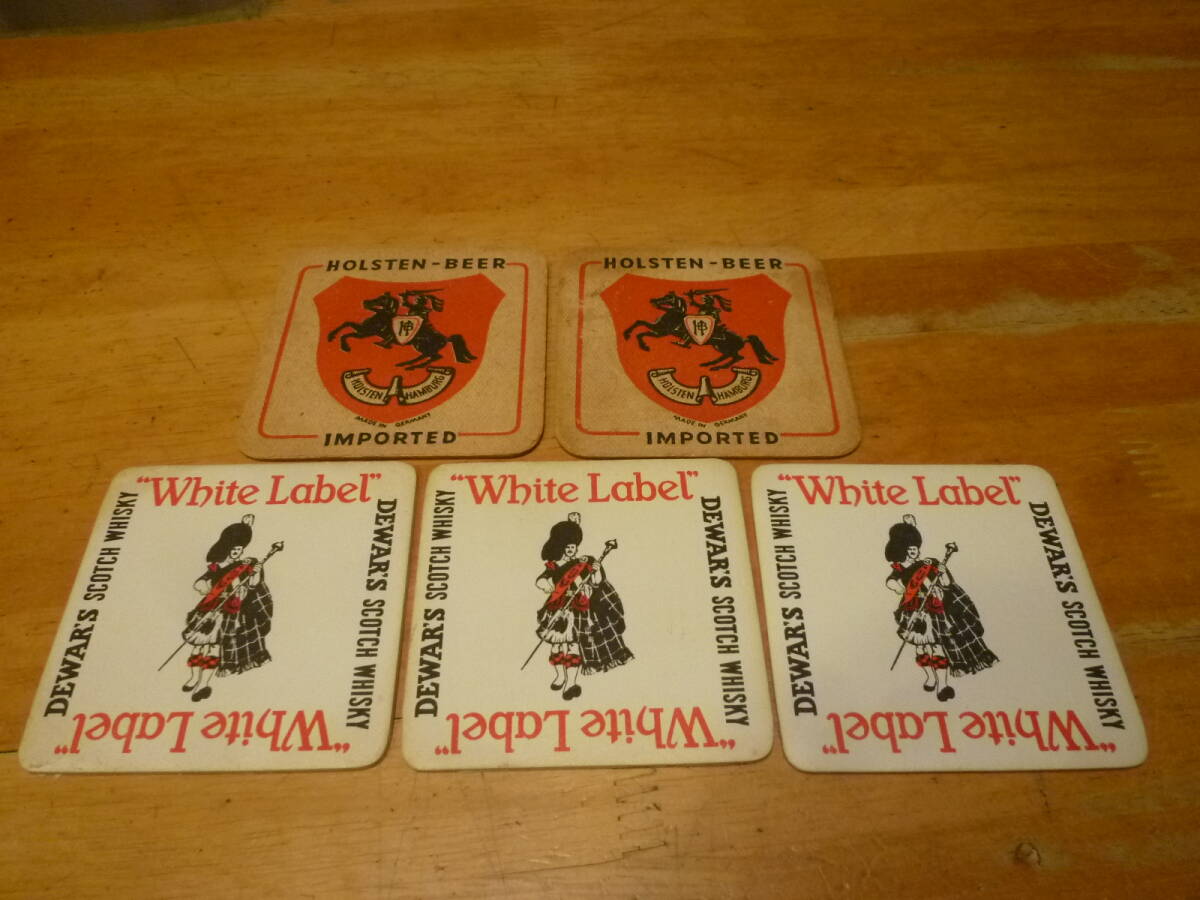 HOLSTEN-BEER
HB
HOLSTEN HAMBURG
MADE IN GERMANY
IMPORTED
HOLSTEN-BEER
HB
HOLSTEN HAMBURG
MADE IN GERMANY
IMPORTED
"White Label"
DEWAR'S SCOTCH WHISKY
DEWAR'S SCOTCH WHISKY
"White Label"
"White Label"
DEWAR'S SCOTCH WHISKY
DEWAR'S SCOTCH WHISKY
"White Label"
"White Label"
DEWAR'S SCOTCH WHISKY
DEWAR'S SCOTCH WHISKY
"White Label"